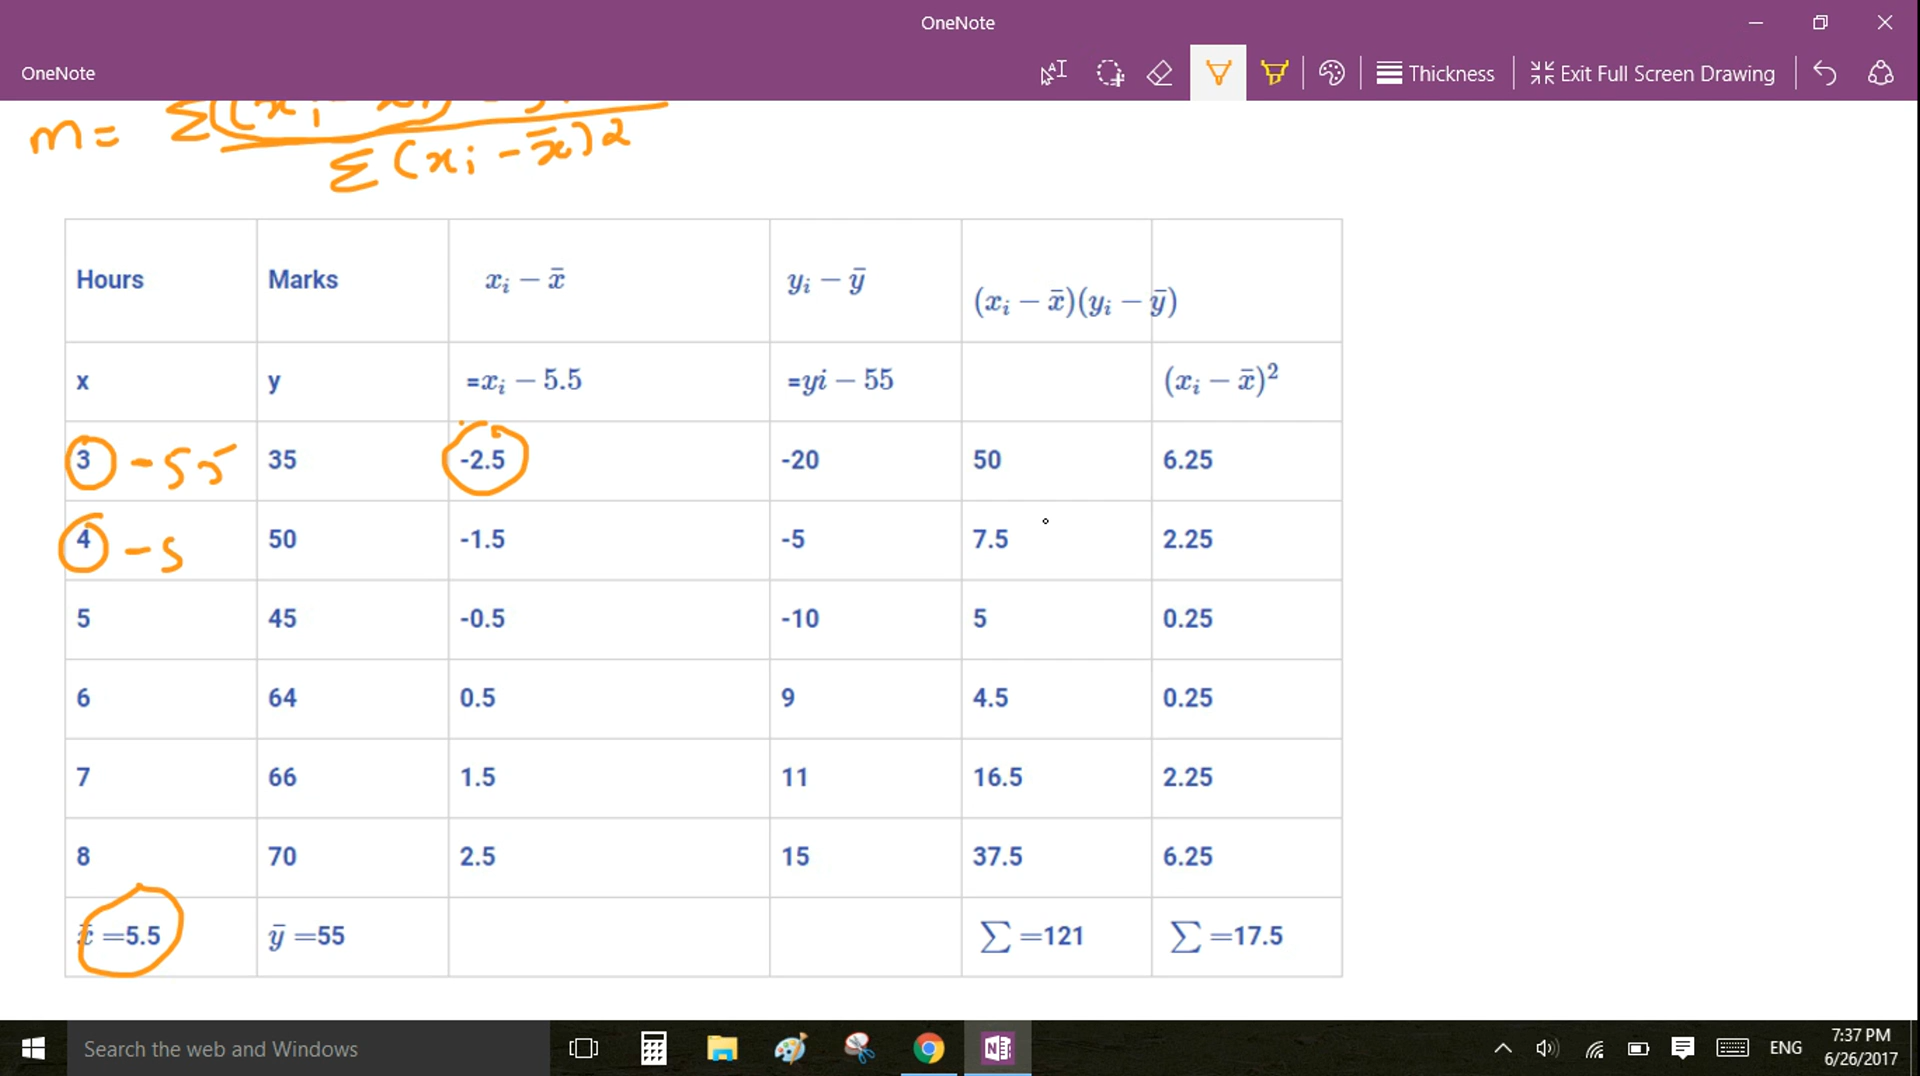 OneNote
OneNote
Thickness
Exit Full Screen Drawing
m = Σ((xᵢ −
Σ (xᵢ − x̄)2
Hours Marks xᵢ − x̄ yᵢ − ȳ (xᵢ − x̄)(yᵢ − ȳ)
x y =xᵢ − 5.5 =yi − 55 (xᵢ − x̄)²
3 - 5 5 35 -2.5 -20 50 6.25
4 - 5 50 -1.5 -5 7.5 2.25
5 45 -0.5 -10 5 0.25
6 64 0.5 9 4.5 0.25
7 66 1.5 11 16.5 2.25
8 70 2.5 15 37.5 6.25
x̄ =5.5 ȳ =55 ∑ =121 ∑ =17.5
Search the web and Windows
ENG
7:37 PM
6/26/2017